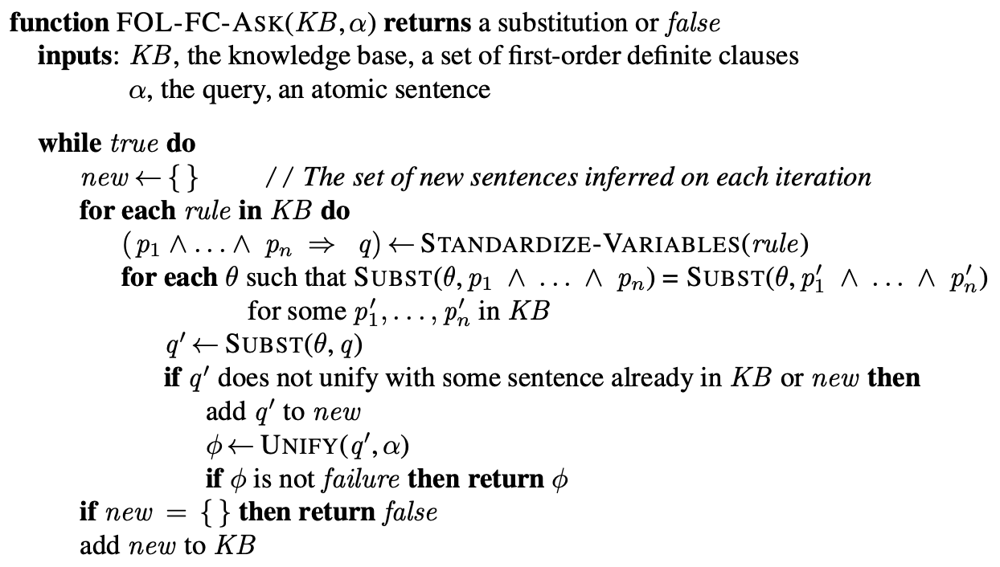 function FOL-FC-ASK(KB, α) returns a substitution or false
inputs: KB, the knowledge base, a set of first-order definite clauses
α, the query, an atomic sentence
while true do
new ← { } // The set of new sentences inferred on each iteration
for each rule in KB do
(p₁ ∧ ... ∧ pₙ ⇒ q) ← STANDARDIZE-VARIABLES(rule)
for each θ such that SUBST(θ, p₁ ∧ ... ∧ pₙ) = SUBST(θ, p′₁ ∧ ... ∧ p′ₙ)
for some p′₁, ..., p′ₙ in KB
q′ ← SUBST(θ, q)
if q′ does not unify with some sentence already in KB or new then
add q′ to new
ϕ ← UNIFY(q′, α)
if ϕ is not failure then return ϕ
if new = { } then return false
add new to KB